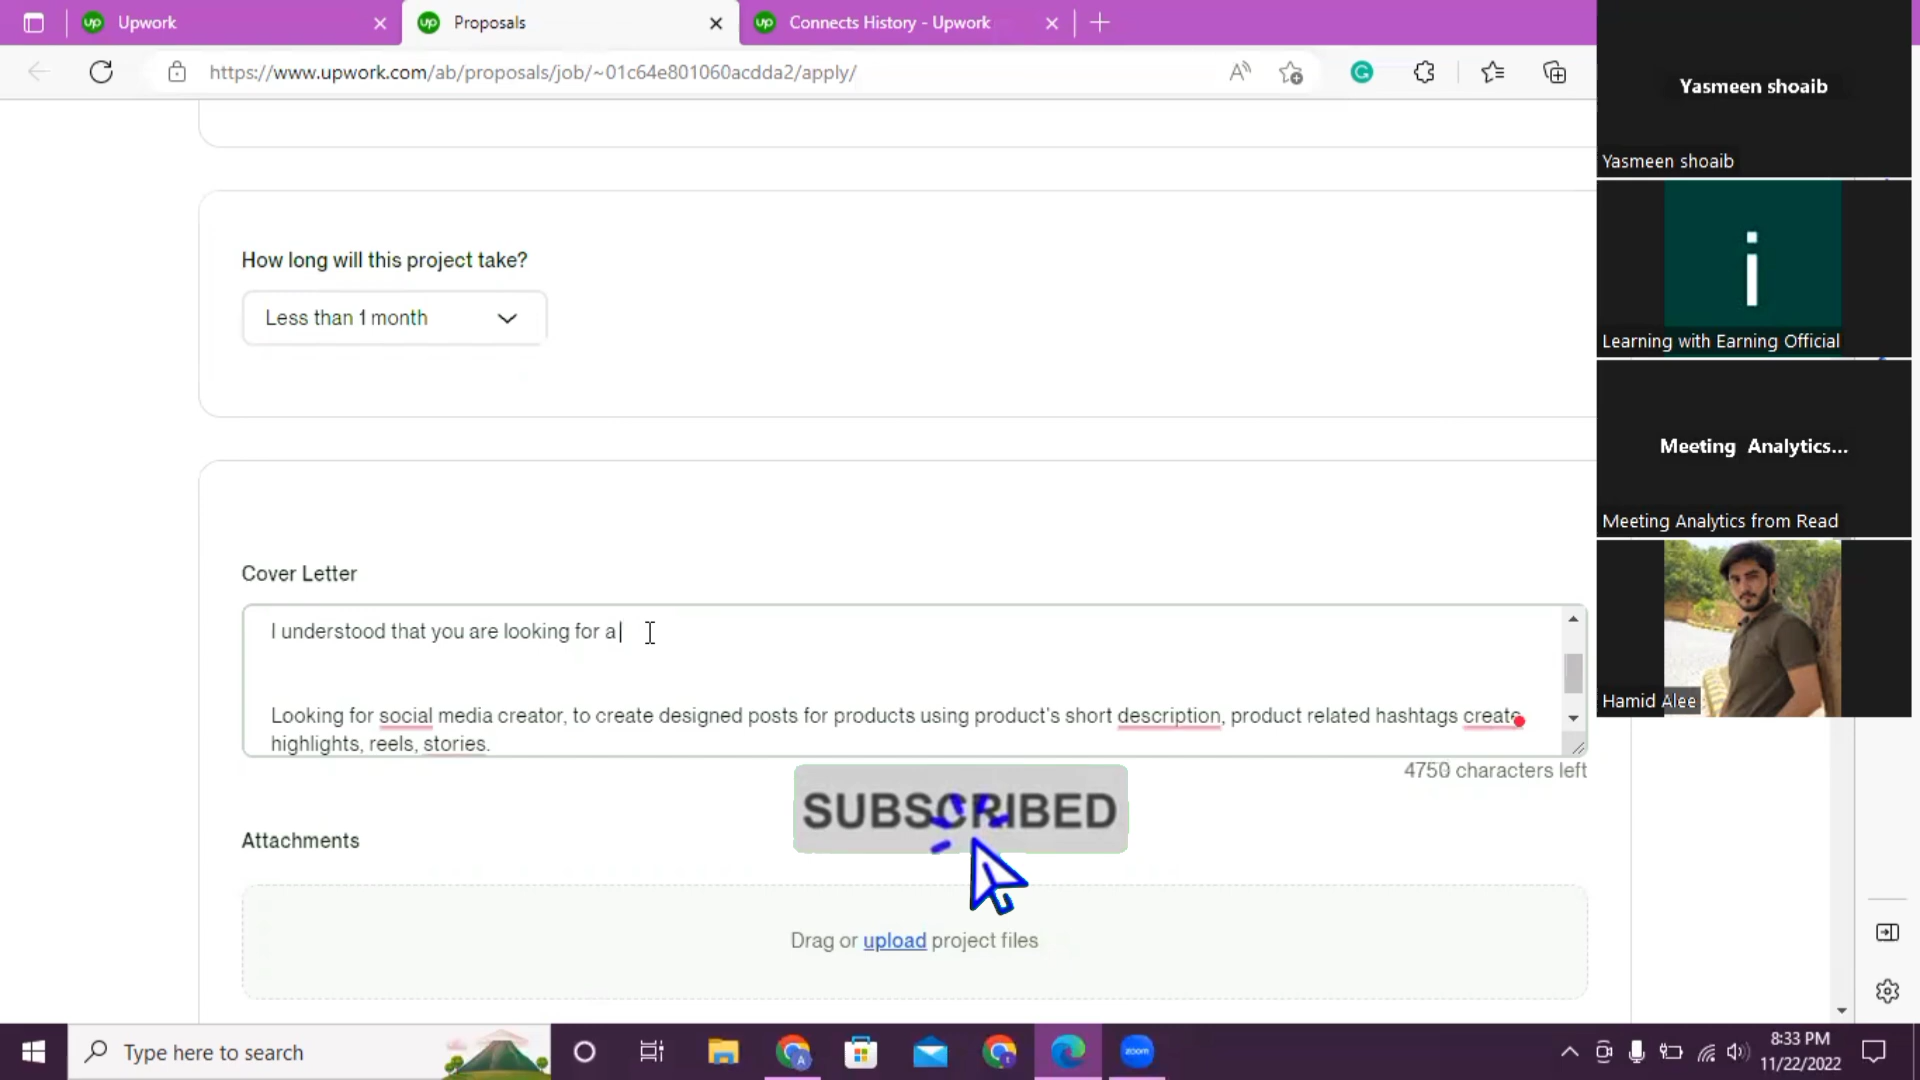 Upwork
Proposals
Connects History - Upwork
https://www.upwork.com/ab/proposals/job/~01c64e801060acdda2/apply/
Yasmeen shoaib
Yasmeen shoaib
Learning with Earning Official
Meeting Analytics...
Meeting Analytics from Read
Hamid Alee
How long will this project take?
Less than 1 month
Cover Letter
I understood that you are looking for a
Looking for social media creator, to create designed posts for products using product's short description, product related hashtags create
highlights, reels, stories.
4750 characters left
SUBSCRIBED
Attachments
Drag or upload project files
Type here to search
zoom
8:33 PM
11/22/2022